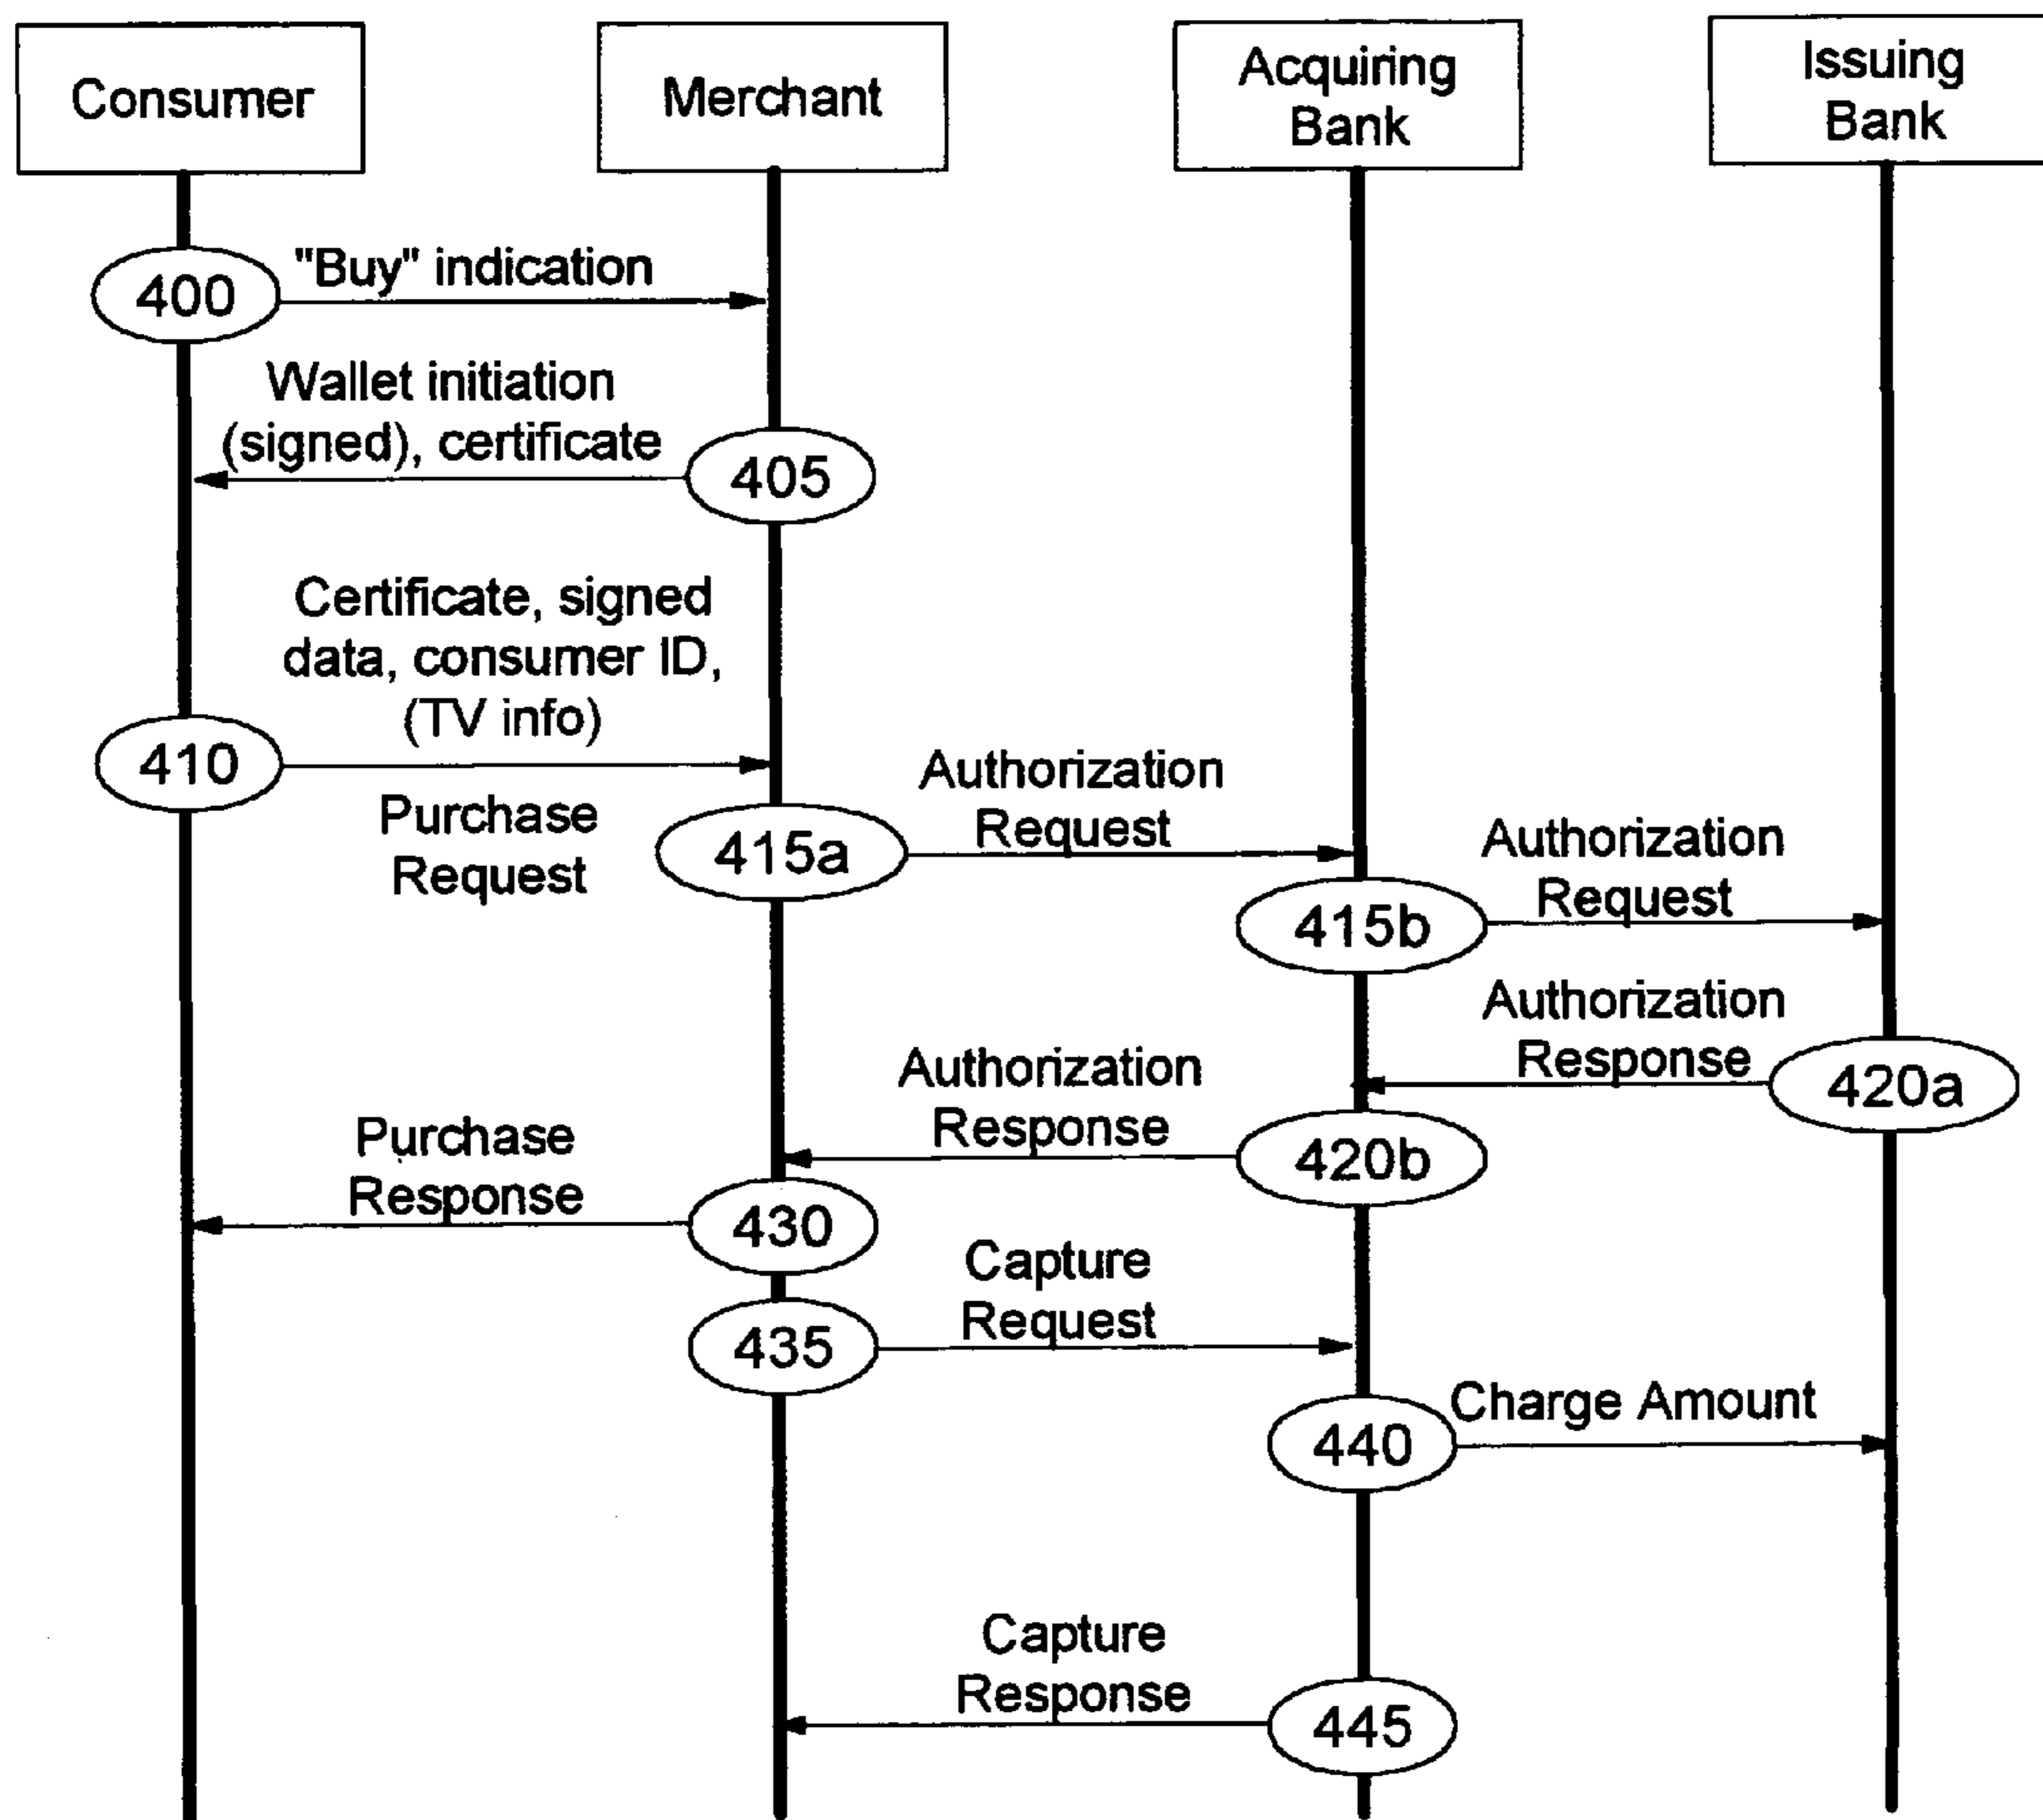 Consumer
Merchant
Acquiring
Bank
Issuing
Bank
"Buy" indication
400
Wallet initiation
(signed), certificate
405
Certificate, signed
data, consumer ID,
(TV info)
410
Purchase
Request
Authorization
Request
415a
Authorization
Request
415b
Authorization
Response
420a
Authorization
Response
420b
Purchase
Response
430
Capture
Request
435
Charge Amount
440
Capture
Response
445